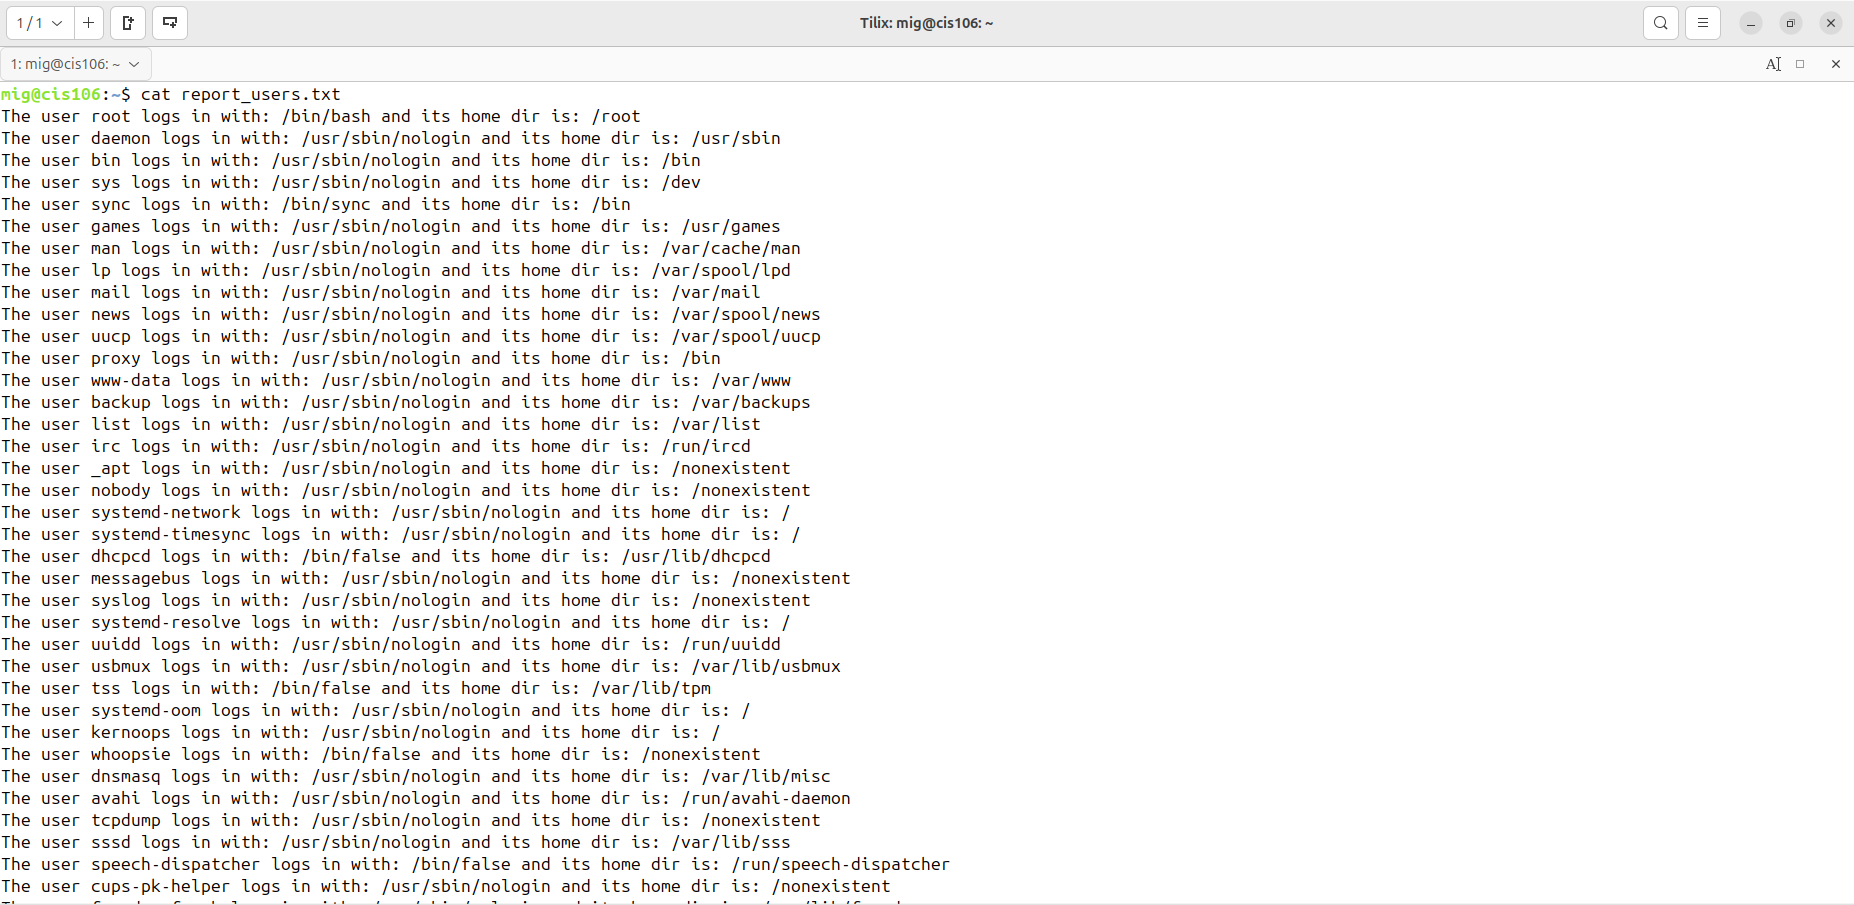 1 / 1
Tilix: mig@cis106: ~
1: mig@cis106: ~
mig@cis106:~$ cat report_users.txt
The user root logs in with: /bin/bash and its home dir is: /root
The user daemon logs in with: /usr/sbin/nologin and its home dir is: /usr/sbin
The user bin logs in with: /usr/sbin/nologin and its home dir is: /bin
The user sys logs in with: /usr/sbin/nologin and its home dir is: /dev
The user sync logs in with: /bin/sync and its home dir is: /bin
The user games logs in with: /usr/sbin/nologin and its home dir is: /usr/games
The user man logs in with: /usr/sbin/nologin and its home dir is: /var/cache/man
The user lp logs in with: /usr/sbin/nologin and its home dir is: /var/spool/lpd
The user mail logs in with: /usr/sbin/nologin and its home dir is: /var/mail
The user news logs in with: /usr/sbin/nologin and its home dir is: /var/spool/news
The user uucp logs in with: /usr/sbin/nologin and its home dir is: /var/spool/uucp
The user proxy logs in with: /usr/sbin/nologin and its home dir is: /bin
The user www-data logs in with: /usr/sbin/nologin and its home dir is: /var/www
The user backup logs in with: /usr/sbin/nologin and its home dir is: /var/backups
The user list logs in with: /usr/sbin/nologin and its home dir is: /var/list
The user irc logs in with: /usr/sbin/nologin and its home dir is: /run/ircd
The user _apt logs in with: /usr/sbin/nologin and its home dir is: /nonexistent
The user nobody logs in with: /usr/sbin/nologin and its home dir is: /nonexistent
The user systemd-network logs in with: /usr/sbin/nologin and its home dir is: /
The user systemd-timesync logs in with: /usr/sbin/nologin and its home dir is: /
The user dhcpcd logs in with: /bin/false and its home dir is: /usr/lib/dhcpcd
The user messagebus logs in with: /usr/sbin/nologin and its home dir is: /nonexistent
The user syslog logs in with: /usr/sbin/nologin and its home dir is: /nonexistent
The user systemd-resolve logs in with: /usr/sbin/nologin and its home dir is: /
The user uuidd logs in with: /usr/sbin/nologin and its home dir is: /run/uuidd
The user usbmux logs in with: /usr/sbin/nologin and its home dir is: /var/lib/usbmux
The user tss logs in with: /bin/false and its home dir is: /var/lib/tpm
The user systemd-oom logs in with: /usr/sbin/nologin and its home dir is: /
The user kernoops logs in with: /usr/sbin/nologin and its home dir is: /
The user whoopsie logs in with: /bin/false and its home dir is: /nonexistent
The user dnsmasq logs in with: /usr/sbin/nologin and its home dir is: /var/lib/misc
The user avahi logs in with: /usr/sbin/nologin and its home dir is: /run/avahi-daemon
The user tcpdump logs in with: /usr/sbin/nologin and its home dir is: /nonexistent
The user sssd logs in with: /usr/sbin/nologin and its home dir is: /var/lib/sss
The user speech-dispatcher logs in with: /bin/false and its home dir is: /run/speech-dispatcher
The user cups-pk-helper logs in with: /usr/sbin/nologin and its home dir is: /nonexistent